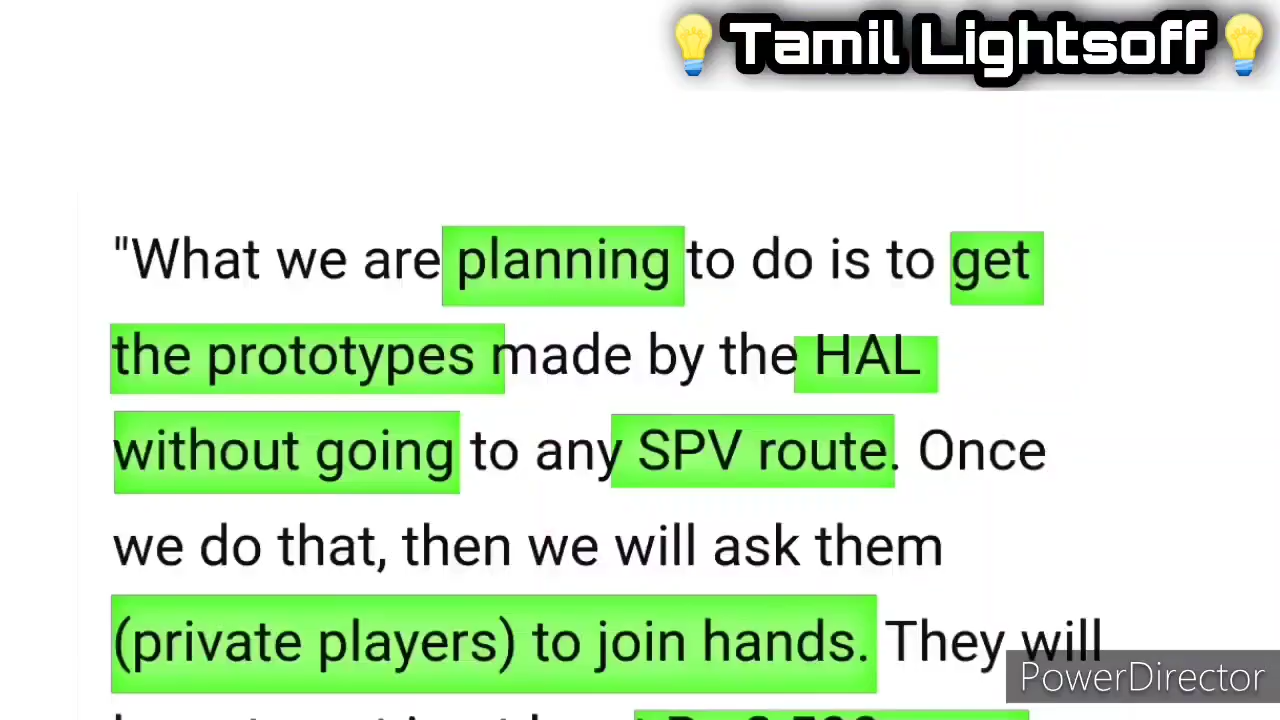 Tamil Lightsoff
"What we are planning to do is to get
the prototypes made by the HAL
without going to any SPV route. Once
we do that, then we will ask them
(private players) to join hands. They will
PowerDirector